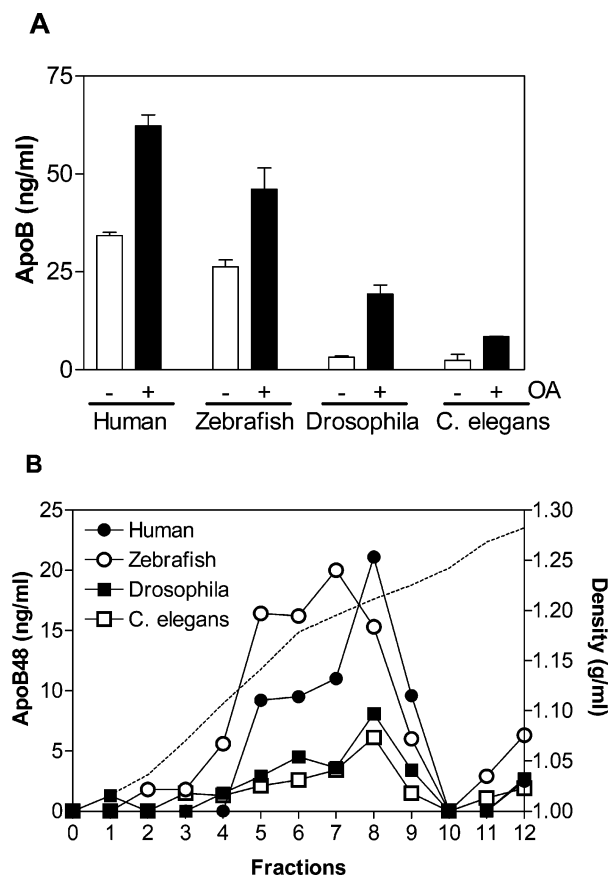 A
ApoB (ng/ml)
75
50
25
0
- + - + - + - + OA
Human Zebrafish Drosophila C. elegans
B
ApoB48 (ng/ml)
25
20
15
10
5
0
Human
Zebrafish
Drosophila
C. elegans
1.30
1.25
1.20
1.15
1.10
1.05
1.00
Density (g/ml)
0 1 2 3 4 5 6 7 8 9 10 11 12
Fractions